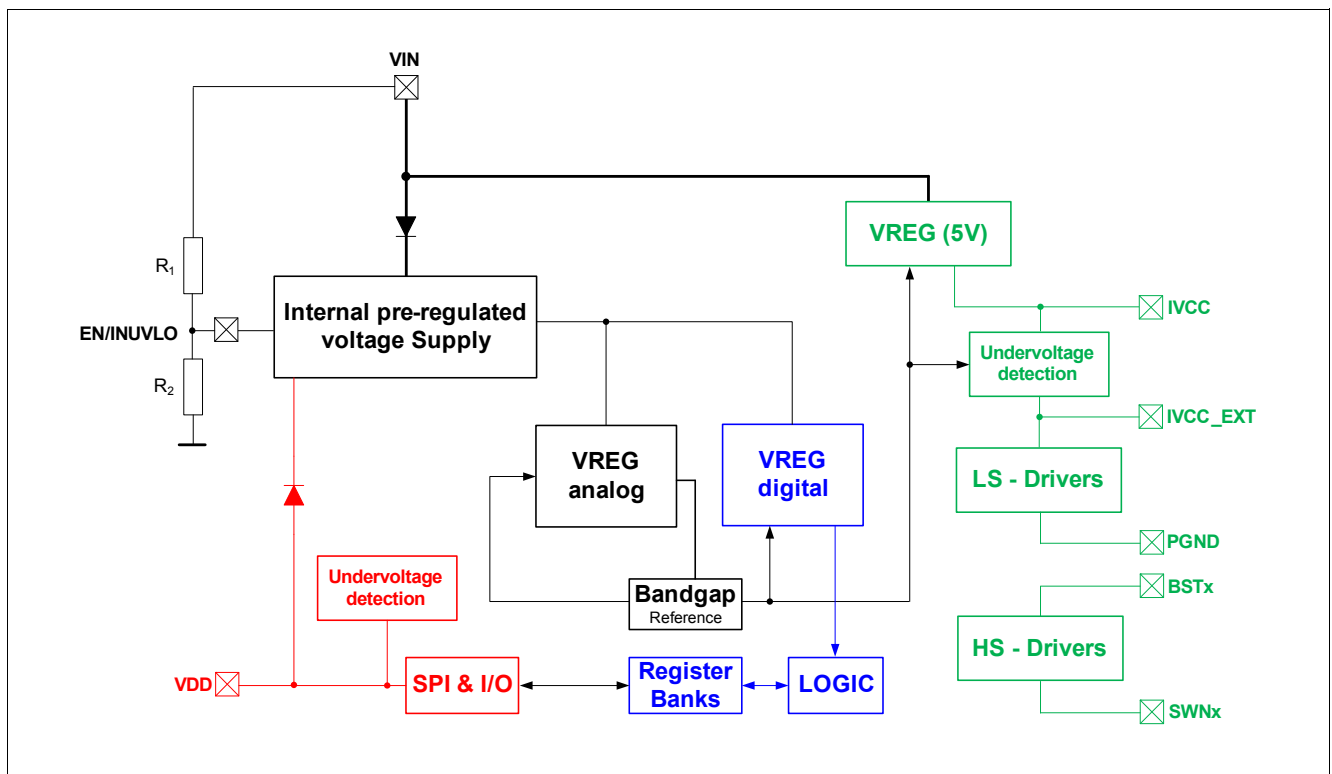 VIN
VREG (5V)
R1
Internal pre-regulated
voltage Supply
EN/INUVLO
IVCC
Undervoltage
detection
R2
IVCC_EXT
VREG
analog
VREG
digital
LS - Drivers
PGND
Undervoltage
detection
Bandgap
Reference
BSTx
HS - Drivers
VDD
SPI & I/O
Register
Banks
LOGIC
SWNx